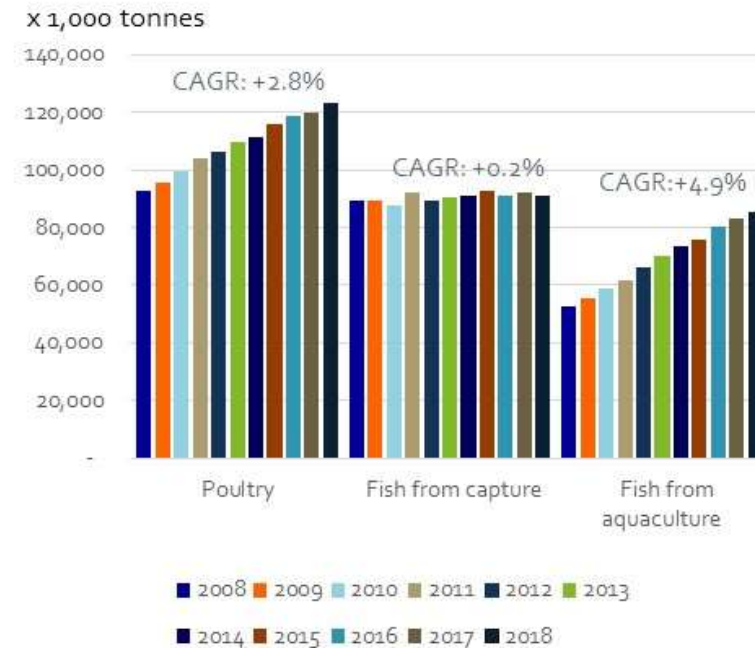 x 1,000 tonnes
140,000
CAGR: +2.8%
120,000
CAGR: +0.2%
100,000
CAGR:+4.9%
80,000
60,000
40,000
20,000
-
Poultry Fish from capture Fish from
aquaculture
2008 2009 2010 2011 2012 2013
2014 2015 2016 2017 2018